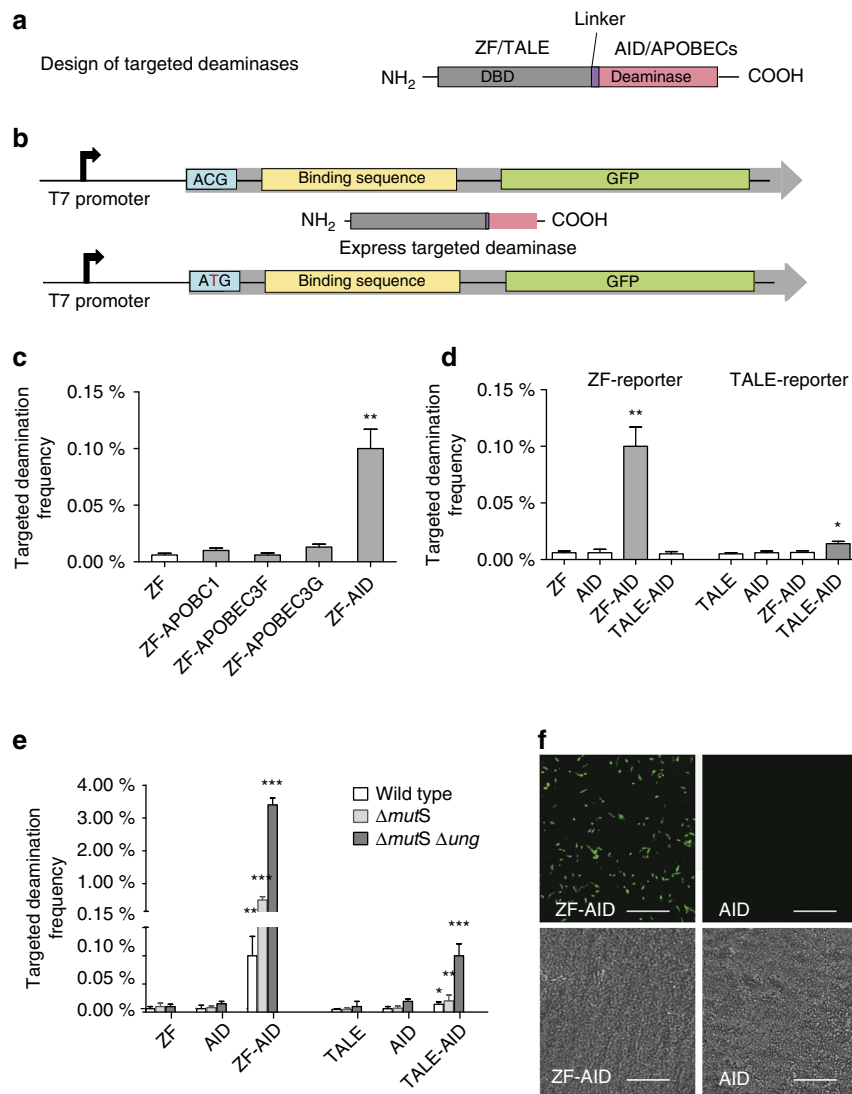 a
Design of targeted deaminases
ZF/TALE
Linker
AID/APOBECs
NH2
DBD
Deaminase
COOH
b
ACG
Binding sequence
GFP
T7 promoter
NH2
COOH
Express targeted deaminase
ATG
Binding sequence
GFP
T7 promoter
c
Targeted deamination
frequency
0.15 %
0.10 %
0.05 %
0.00 %
**
ZF
ZF-APOBC1
ZF-APOBEC3F
ZF-APOBEC3G
ZF-AID
d
Targeted deamination
frequency
ZF-reporter
TALE-reporter
0.15 %
0.10 %
0.05 %
0.00 %
**
*
ZF
AID
ZF-AID
TALE-AID
TALE
AID
ZF-AID
TALE-AID
e
Targeted deamination
frequency
4.00 %
3.00 %
2.00 %
1.00 %
0.15 %
0.10 %
0.05 %
0.00 %
Wild type
ΔmutS
ΔmutS Δung
**
***
***
*
**
***
ZF
AID
ZF-AID
TALE
AID
TALE-AID
f
ZF-AID
AID
ZF-AID
AID